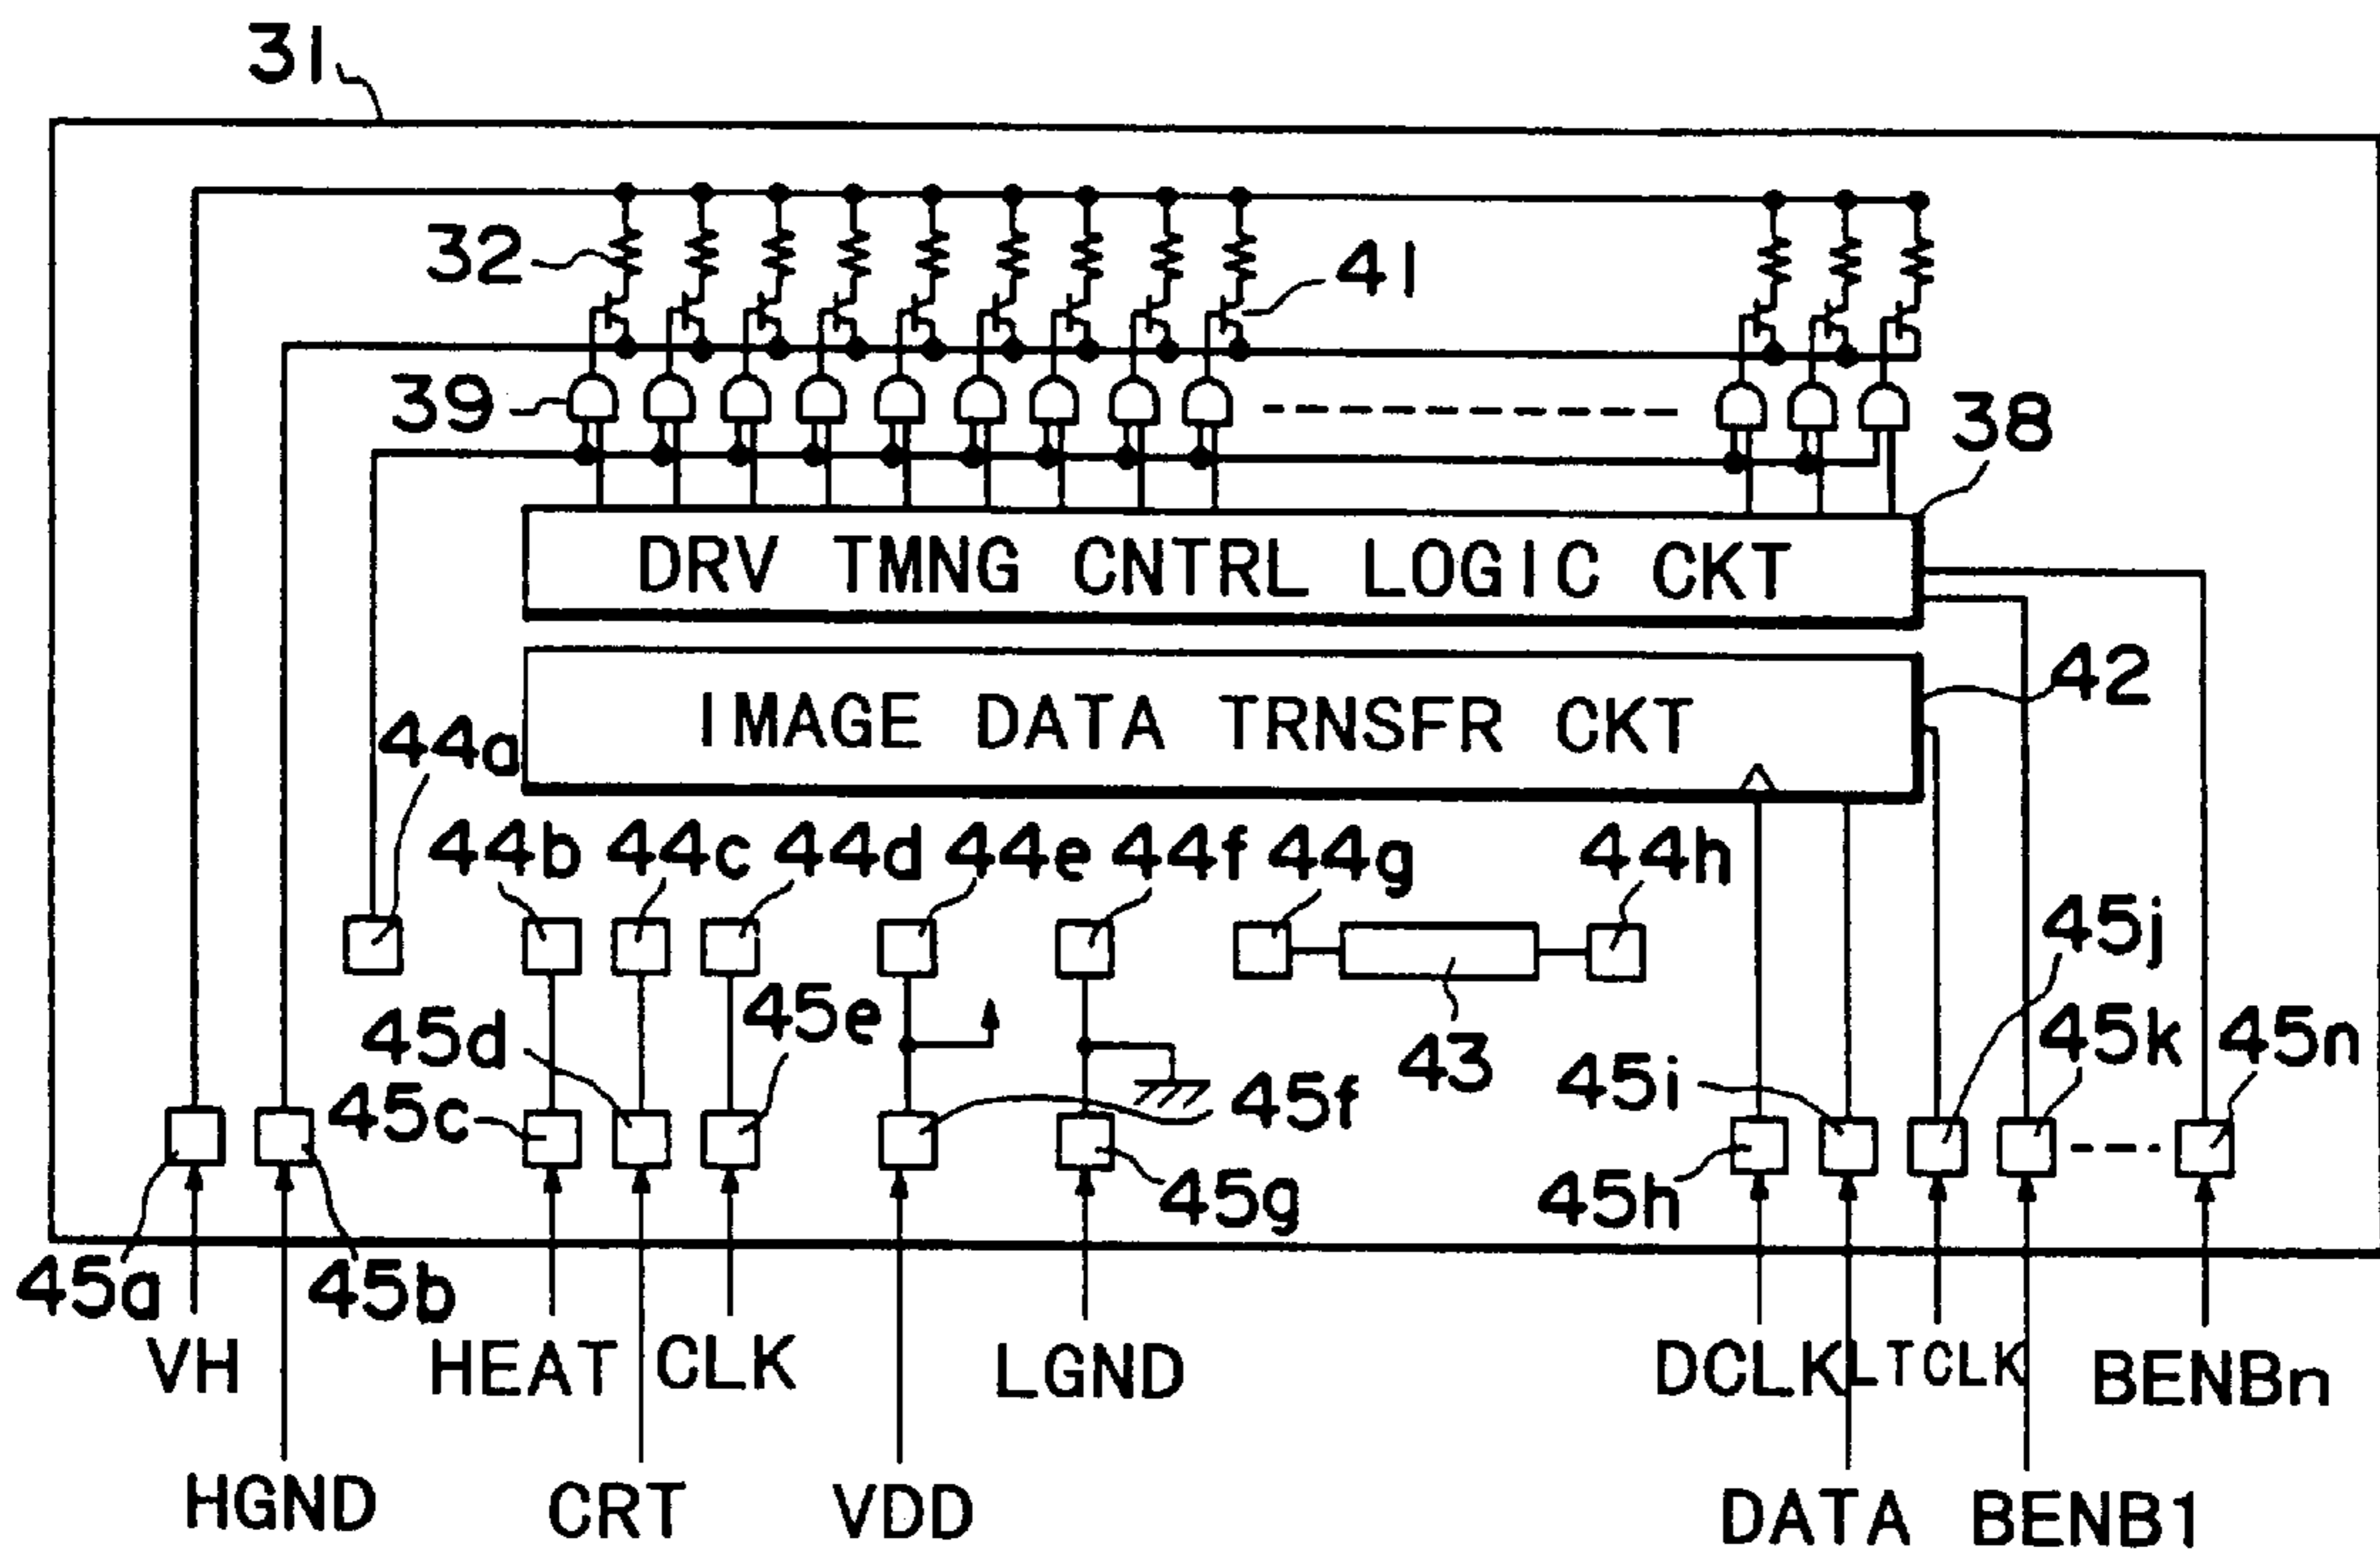 31
32
41
39
38
DRV TMNG CNTRL LOGIC CKT
42
IMAGE DATA TRNSFR CKT
44a
44b 44c 44d 44e 44f 44g 44h
45j
45d 45e 43 45i 45k 45n
45c 45f
45g 45h
45a 45b
VH HEAT CLK LGND DCLK LTCLK BENBn
HGND CRT VDD DATA BENB1